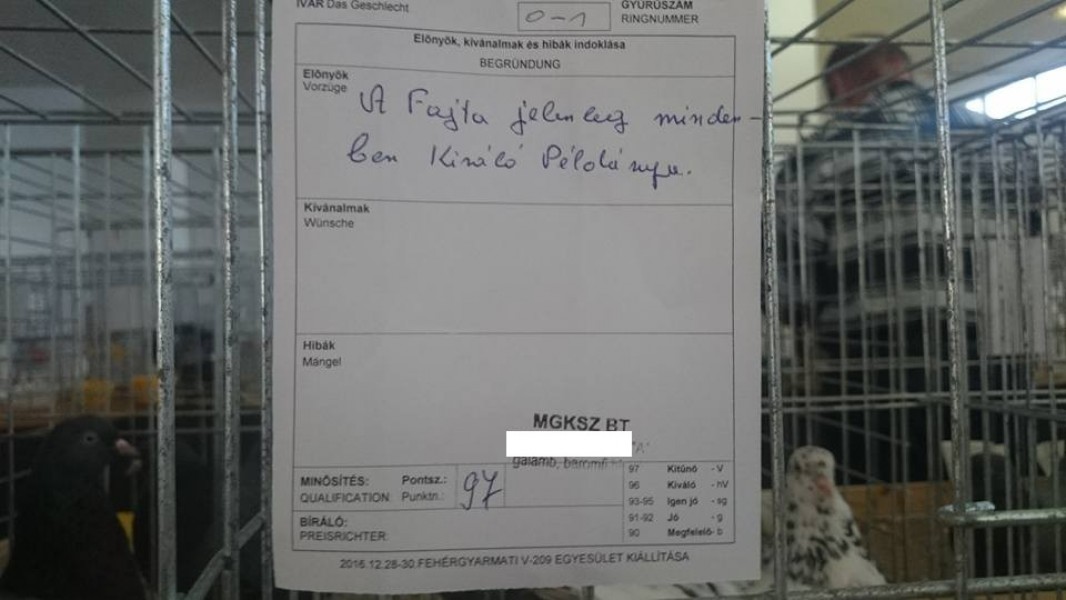 IVAR Das Geschlecht
0-1
GYŰRŰSZÁM
RINGNUMMER
Előnyök, kívánalmak és hibák indoklása
BEGRÜNDUNG
Előnyök
Vorzüge
A Fajta jelenleg minden-
ben Kiváló Példánya.
Kívánalmak
Wünsche
Hibák
Mängel
MGKSZ BT
galamb, baromfi
MINŐSÍTÉS: Pontsz.:
QUALIFICATION: Punktn.:
97
97 Kitűnő - V
96 Kiváló - hV
93-95 Igen jó - sg
91-92 Jó - g
90 Megfelelő- b
BÍRÁLÓ:
PREISRICHTER:
2016.12.28-30.FEHÉRGYARMATI V-209 EGYESÜLET KIÁLLÍTÁSA